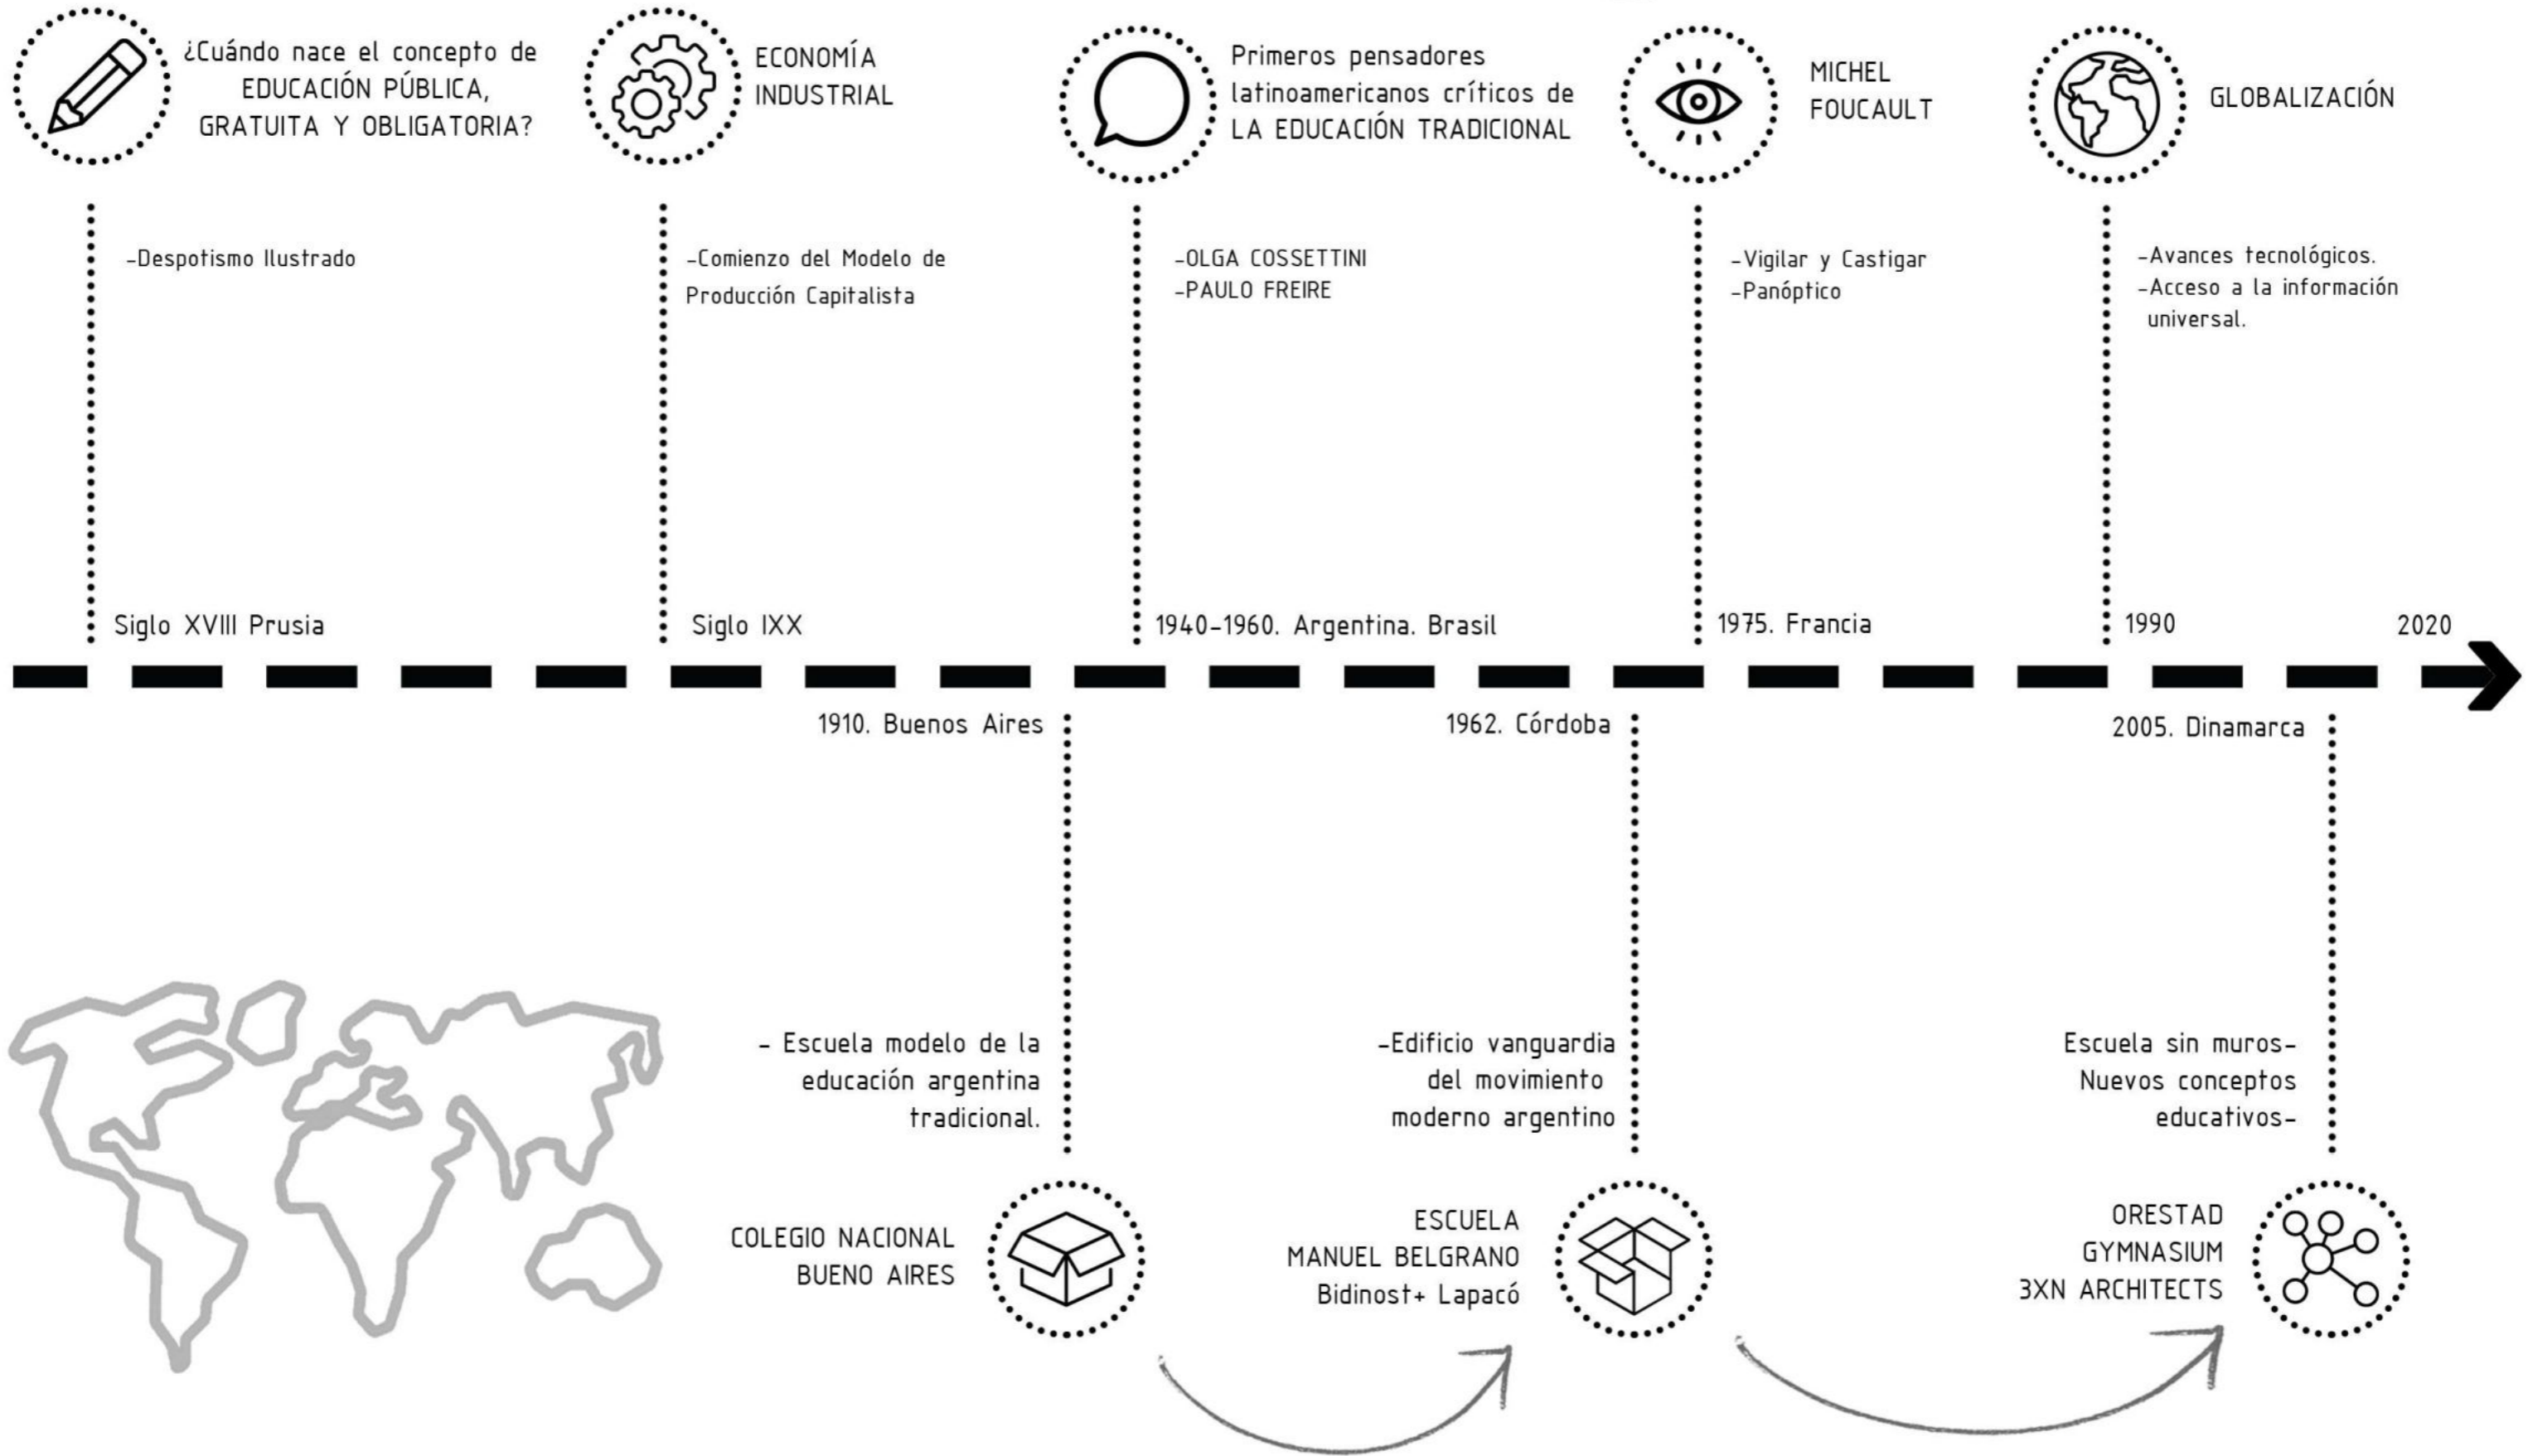 ¿Cuándo nace el concepto de
EDUCACIÓN PÚBLICA,
GRATUITA Y OBLIGATORIA?
ECONOMÍA
INDUSTRIAL
Primeros pensadores
latinoamericanos críticos de
LA EDUCACIÓN TRADICIONAL
MICHEL
FOUCAULT
GLOBALIZACIÓN
-Despotismo Ilustrado
-Comienzo del Modelo de
Producción Capitalista
-OLGA COSSETTINI
-PAULO FREIRE
-Vigilar y Castigar
-Panóptico
-Avances tecnológicos.
-Acceso a la información
universal.
Siglo XVIII Prusia
Siglo IXX
1940-1960. Argentina. Brasil
1975. Francia
1990
2020
1910. Buenos Aires
1962. Córdoba
2005. Dinamarca
- Escuela modelo de la
educación argentina
tradicional.
-Edificio vanguardia
del movimiento
moderno argentino
Escuela sin muros-
Nuevos conceptos
educativos-
COLEGIO NACIONAL
BUENO AIRES
ESCUELA
MANUEL BELGRANO
Bidinost+ Lapacó
ORESTAD
GYMNASIUM
3XN ARCHITECTS